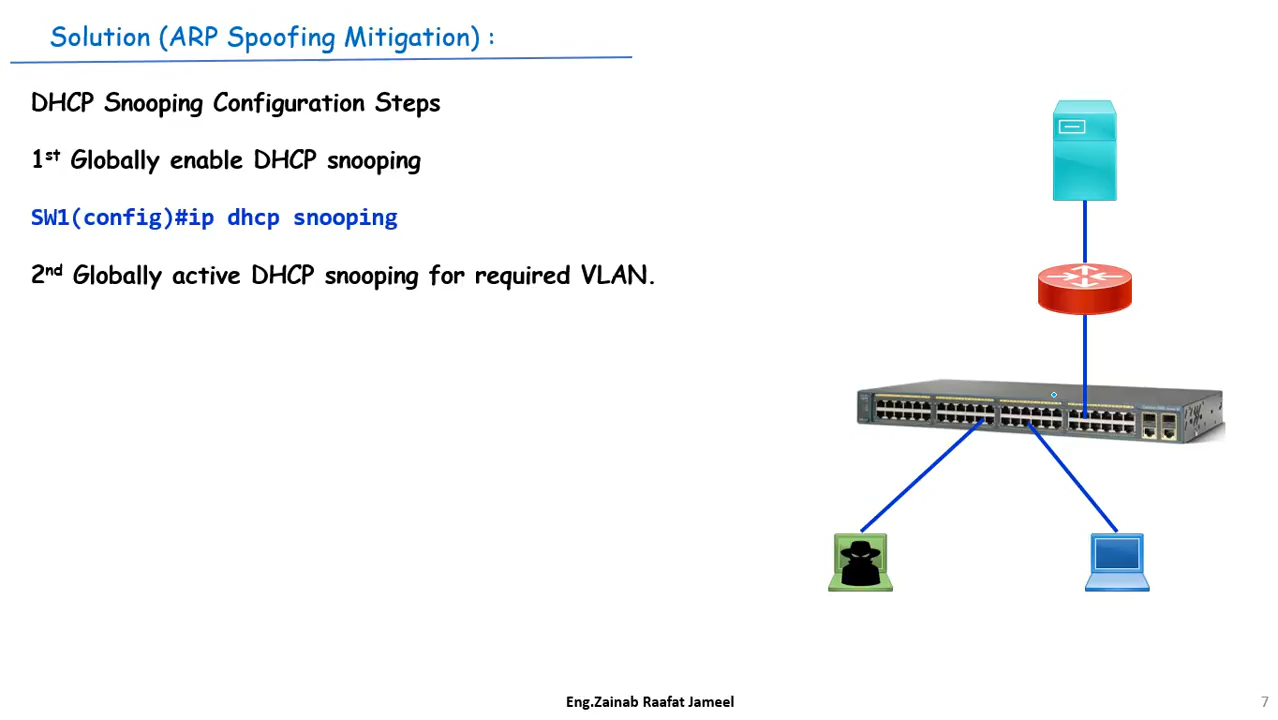 Solution (ARP Spoofing Mitigation) :
DHCP Snooping Configuration Steps
1st Globally enable DHCP snooping
SW1(config)#ip dhcp snooping
2nd Globally active DHCP snooping for required VLAN.
Eng.Zainab Raafat Jameel
7